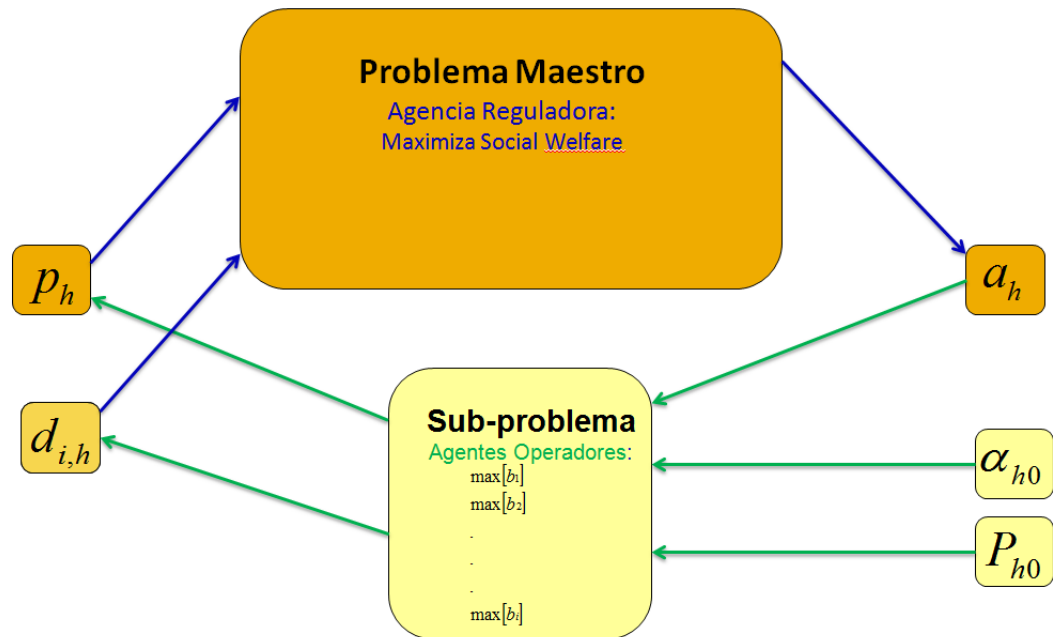 Problema Maestro
Agencia Reguladora:
Maximiza Social Welfare
p_h
a_h
d_{i,h}
Sub-problema
Agentes Operadores:
max[b_1]
max[b_2]
.
.
.
max[b_i]
α_{h0}
P_{h0}